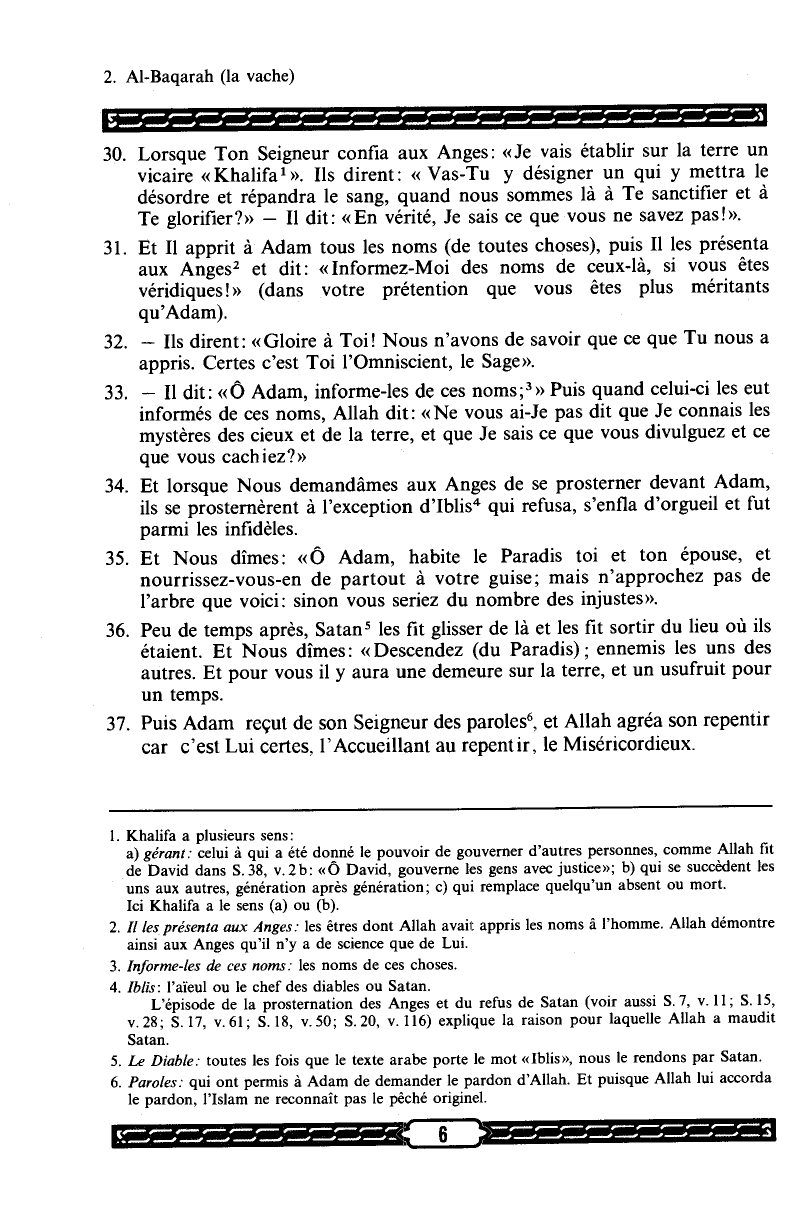 2. Al-Baqarah (la vache)
30. Lorsque Ton Seigneur confia aux Anges: «Je vais établir sur la terre un
vicaire «Khalifa¹». Ils dirent: « Vas-Tu y désigner un qui y mettra le
désordre et répandra le sang, quand nous sommes là à Te sanctifier et à
Te glorifier?» — Il dit: «En vérité, Je sais ce que vous ne savez pas!».
31. Et Il apprit à Adam tous les noms (de toutes choses), puis Il les présenta
aux Anges² et dit: «Informez-Moi des noms de ceux-là, si vous êtes
véridiques!» (dans votre prétention que vous êtes plus méritants
qu'Adam).
32. — Ils dirent: «Gloire à Toi! Nous n'avons de savoir que ce que Tu nous a
appris. Certes c'est Toi l'Omniscient, le Sage».
33. — Il dit: «Ô Adam, informe-les de ces noms;³» Puis quand celui-ci les eut
informés de ces noms, Allah dit: «Ne vous ai-Je pas dit que Je connais les
mystères des cieux et de la terre, et que Je sais ce que vous divulguez et ce
que vous cachiez?»
34. Et lorsque Nous demandâmes aux Anges de se prosterner devant Adam,
ils se prosternèrent à l'exception d'Iblis⁴ qui refusa, s'enfla d'orgueil et fut
parmi les infidèles.
35. Et Nous dîmes: «Ô Adam, habite le Paradis toi et ton épouse, et
nourrissez-vous-en de partout à votre guise; mais n'approchez pas de
l'arbre que voici: sinon vous seriez du nombre des injustes».
36. Peu de temps après, Satan⁵ les fit glisser de là et les fit sortir du lieu où ils
étaient. Et Nous dîmes: «Descendez (du Paradis); ennemis les uns des
autres. Et pour vous il y aura une demeure sur la terre, et un usufruit pour
un temps.
37. Puis Adam reçut de son Seigneur des paroles⁶, et Allah agréa son repentir
car c'est Lui certes, l'Accueillant au repentir, le Miséricordieux.
1. Khalifa a plusieurs sens:
a) gérant: celui à qui a été donné le pouvoir de gouverner d'autres personnes, comme Allah fit
de David dans S. 38, v. 2 b: «Ô David, gouverne les gens avec justice»; b) qui se succèdent les
uns aux autres, génération après génération; c) qui remplace quelqu'un absent ou mort.
Ici Khalifa a le sens (a) ou (b).
2. Il les présenta aux Anges: les êtres dont Allah avait appris les noms â l'homme. Allah démontre
ainsi aux Anges qu'il n'y a de science que de Lui.
3. Informe-les de ces noms: les noms de ces choses.
4. Iblis: l'aïeul ou le chef des diables ou Satan.
L'épisode de la prosternation des Anges et du refus de Satan (voir aussi S. 7, v. 11; S. 15,
v. 28; S. 17, v. 61; S. 18, v. 50; S. 20, v. 116) explique la raison pour laquelle Allah a maudit
Satan.
5. Le Diable: toutes les fois que le texte arabe porte le mot «Iblis», nous le rendons par Satan.
6. Paroles: qui ont permis à Adam de demander le pardon d'Allah. Et puisque Allah lui accorda
le pardon, l'Islam ne reconnaît pas le pêché originel.
6